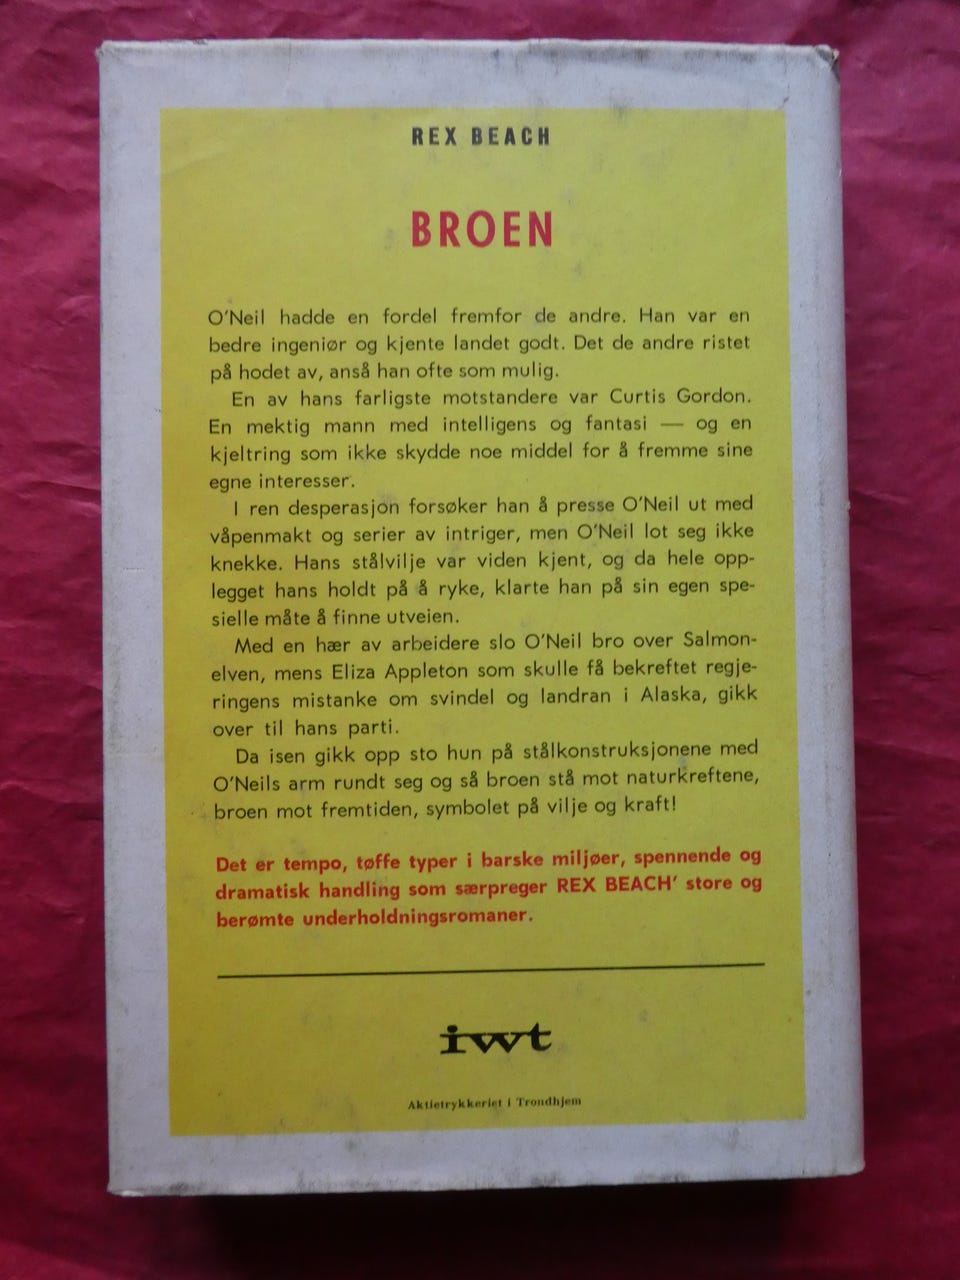 REX BEACH
BROEN
O'Neil hadde en fordel fremfor de andre. Han var en
bedre ingeniør og kjente landet godt. Det de andre ristet
på hodet av, anså han ofte som mulig.
En av hans farligste motstandere var Curtis Gordon.
En mektig mann med intelligens og fantasi — og en
kjeltring som ikke skydde noe middel for å fremme sine
egne interesser.
I ren desperasjon forsøker han å presse O'Neil ut med
våpenmakt og serier av intriger, men O'Neil lot seg ikke
knekke. Hans stålvilje var viden kjent, og da hele opp-
legget hans holdt på å ryke, klarte han på sin egen spe-
sielle måte å finne utveien.
Med en hær av arbeidere slo O'Neil bro over Salmon-
elven, mens Eliza Appleton som skulle få bekreftet regje-
ringens mistanke om svindel og landran i Alaska, gikk
over til hans parti.
Da isen gikk opp sto hun på stålkonstruksjonene med
O'Neils arm rundt seg og så broen stå mot naturkreftene,
broen mot fremtiden, symbolet på vilje og kraft!
Det er tempo, tøffe typer i barske miljøer, spennende og
dramatisk handling som særpreger REX BEACH' store og
berømte underholdningsromaner.
iwt
Aktietrykkeriet i Trondhjem